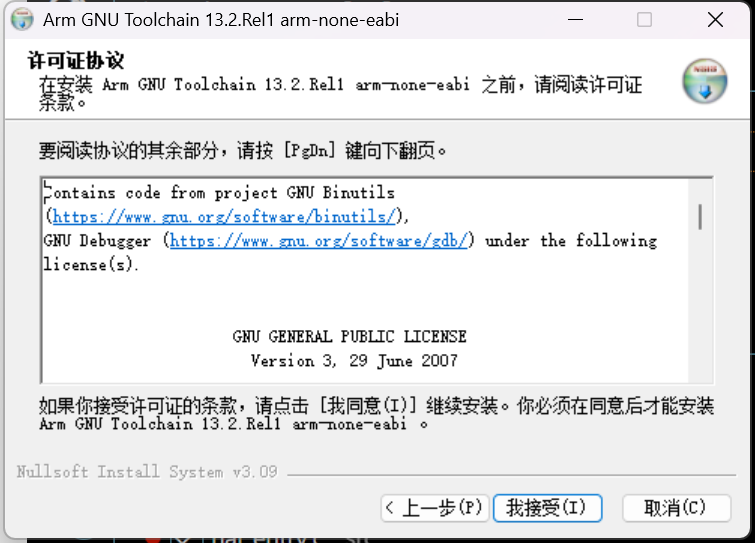 Arm GNU Toolchain 13.2.Rel1 arm-none-eabi
许可证协议
在安装 Arm GNU Toolchain 13.2.Rel1 arm-none-eabi 之前，请阅读许可证
条款。
要阅读协议的其余部分，请按 [PgDn] 键向下翻页。
Contains code from project GNU Binutils
(https://www.gnu.org/software/binutils/),
GNU Debugger (https://www.gnu.org/software/gdb/) under the following
license(s).
GNU GENERAL PUBLIC LICENSE
Version 3, 29 June 2007
如果你接受许可证的条款，请点击 [我同意(I)] 继续安装。你必须在同意后才能安装
Arm GNU Toolchain 13.2.Rel1 arm-none-eabi 。
Nullsoft Install System v3.09
< 上一步(P) 我接受(I) 取消(C)